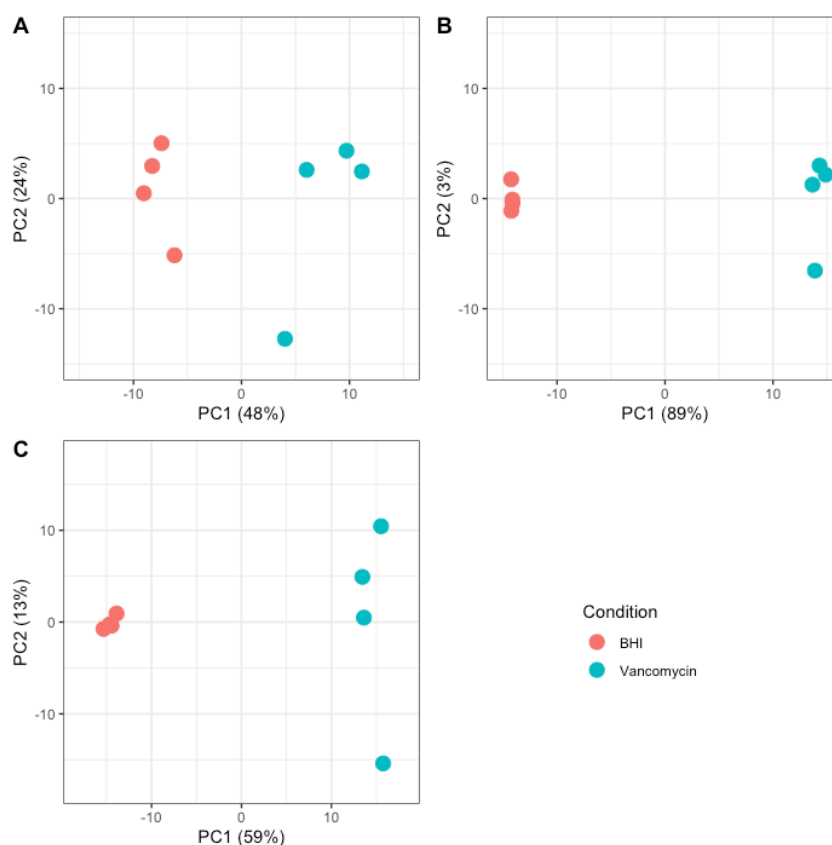 A
10
0
-10
PC2 (24%)
-10
0
10
PC1 (48%)
B
10
0
-10
PC2 (3%)
-10
0
10
PC1 (89%)
C
10
0
-10
PC2 (13%)
-10
0
10
PC1 (59%)
Condition
BHI
Vancomycin